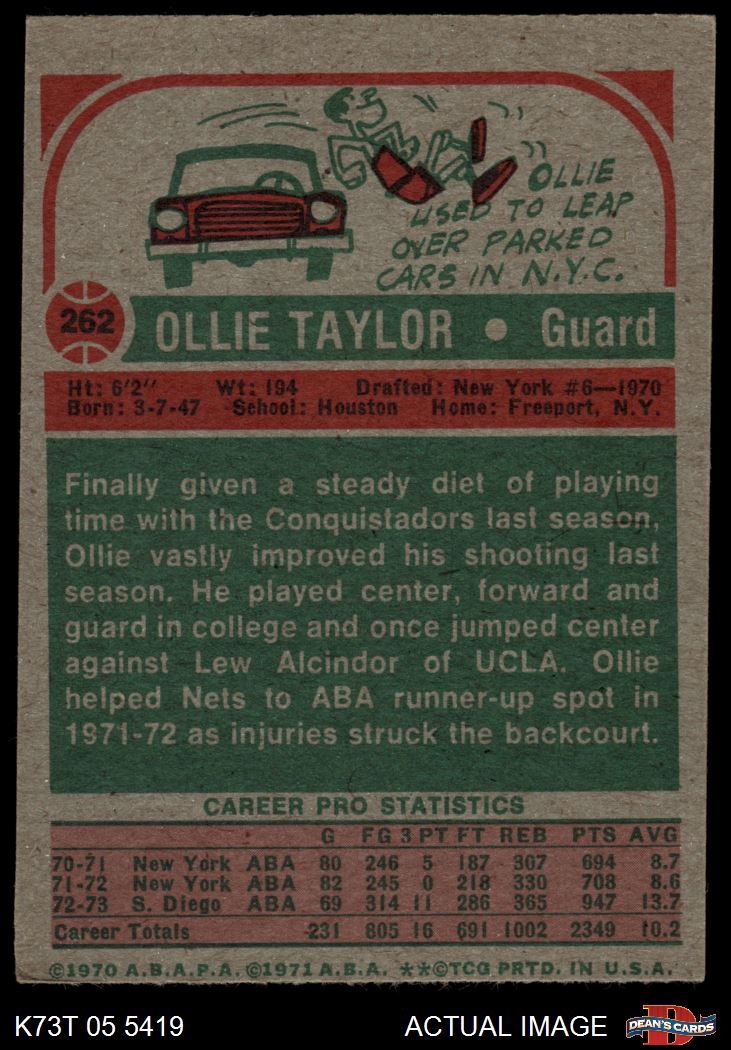 OLLIE
USED TO LEAP
OVER PARKED
CARS IN N.Y.C.
262 OLLIE TAYLOR • Guard
Ht: 6'2" Wt: 194 Drafted: New York #6—1970
Born: 3-7-47 School: Houston Home: Freeport, N.Y.
Finally given a steady diet of playing
time with the Conquistadors last season,
Ollie vastly improved his shooting last
season. He played center, forward and
guard in college and once jumped center
against Lew Alcindor of UCLA. Ollie
helped Nets to ABA runner-up spot in
1971-72 as injuries struck the backcourt.
CAREER PRO STATISTICS
G FG 3 PT FT REB PTS AVG
70-71 New York ABA 80 246 5 187 307 694 8.7
71-72 New York ABA 82 245 0 218 330 708 8.6
72-73 S. Diego ABA 69 314 11 286 365 947 13.7
Career Totals 231 805 16 691 1002 2349 10.2
©1970 A.B.A.P.A. ©1971 A.B.A. **©TCG PRTD. IN U.S.A.
K73T 05 5419 ACTUAL IMAGE DEAN'S CARDS